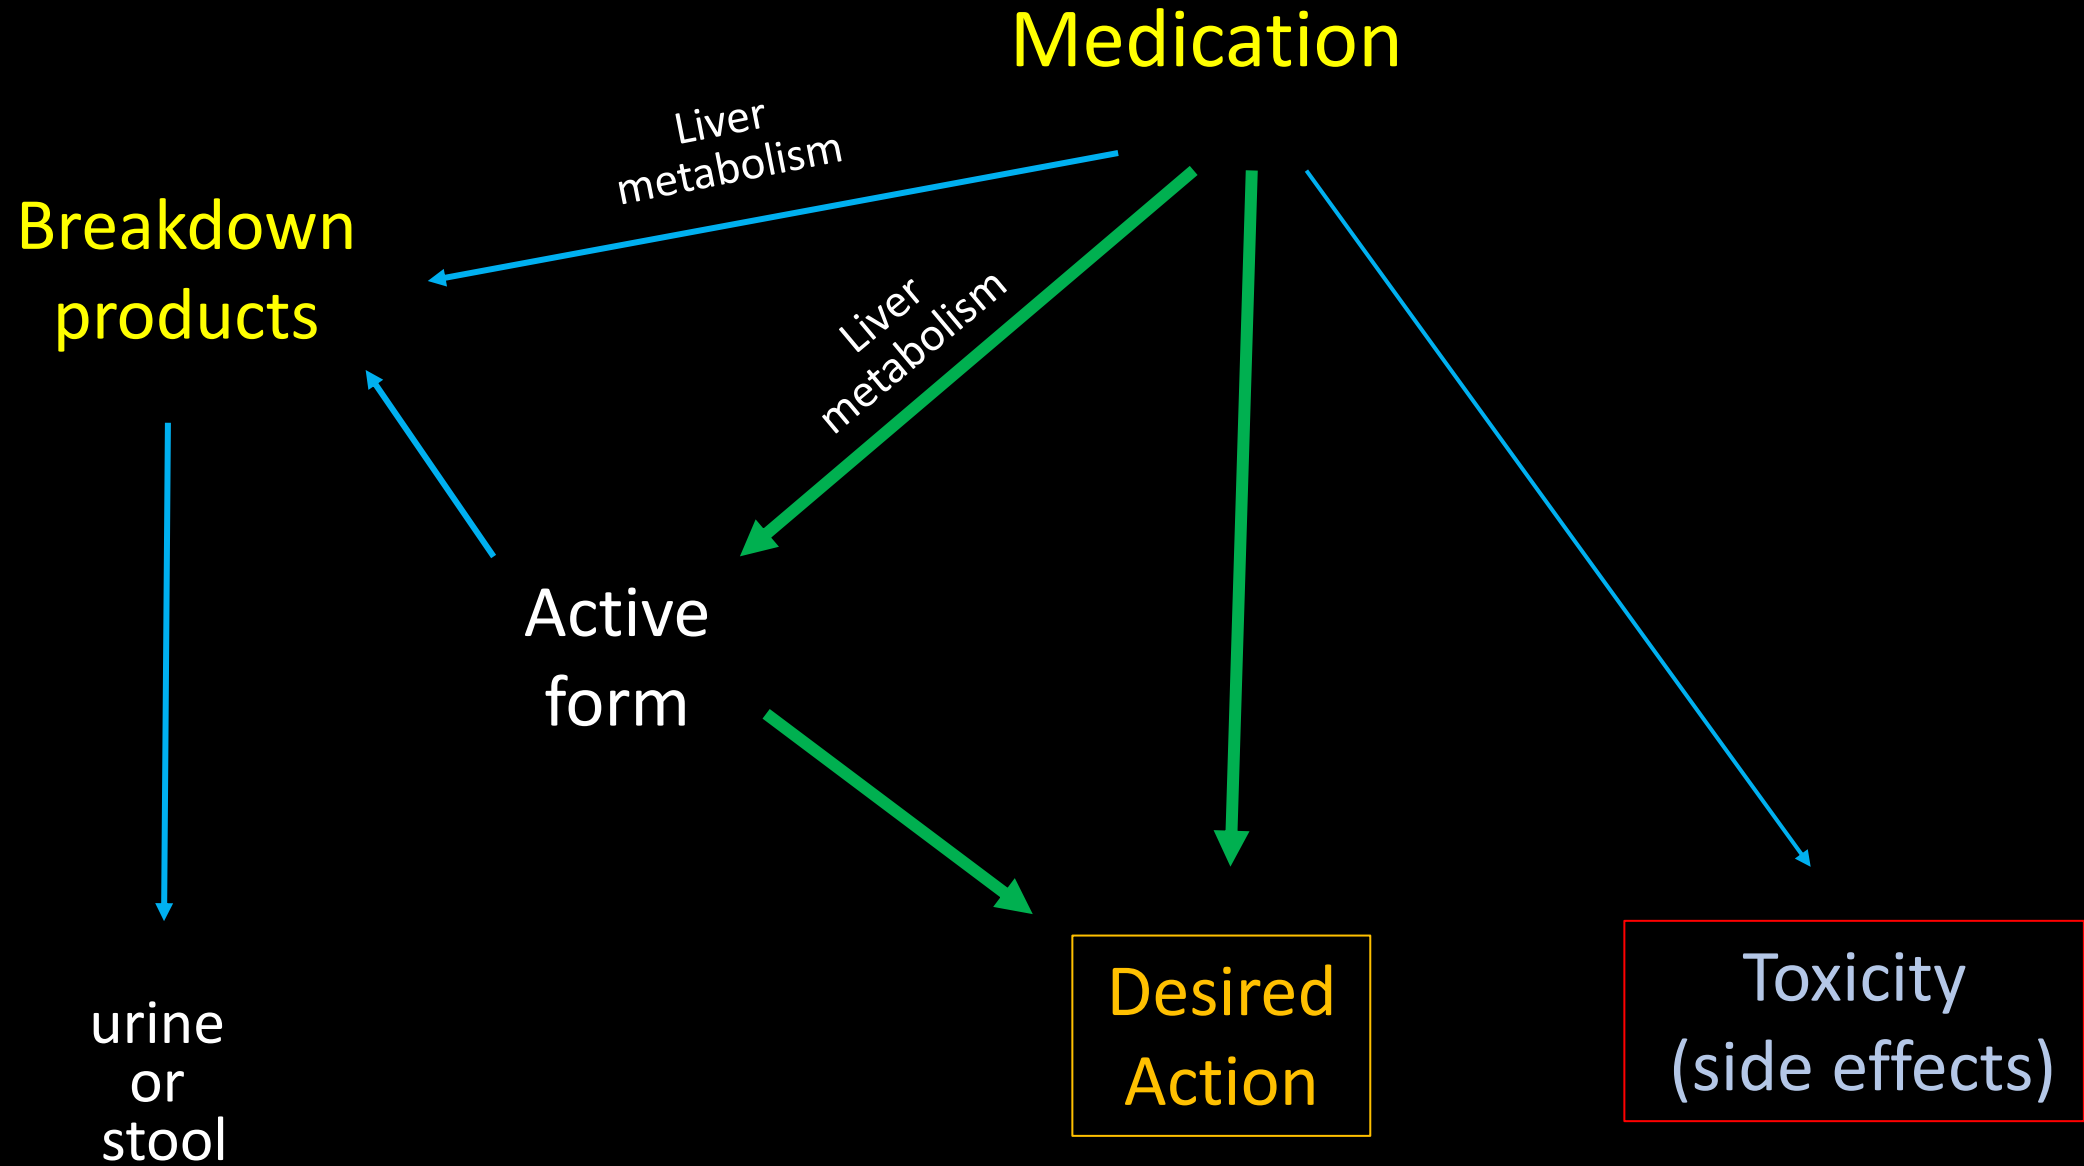 Medication
Liver
metabolism
Breakdown
products
Liver
metabolism
Active
form
Desired
Action
Toxicity
(side effects)
urine
or
stool